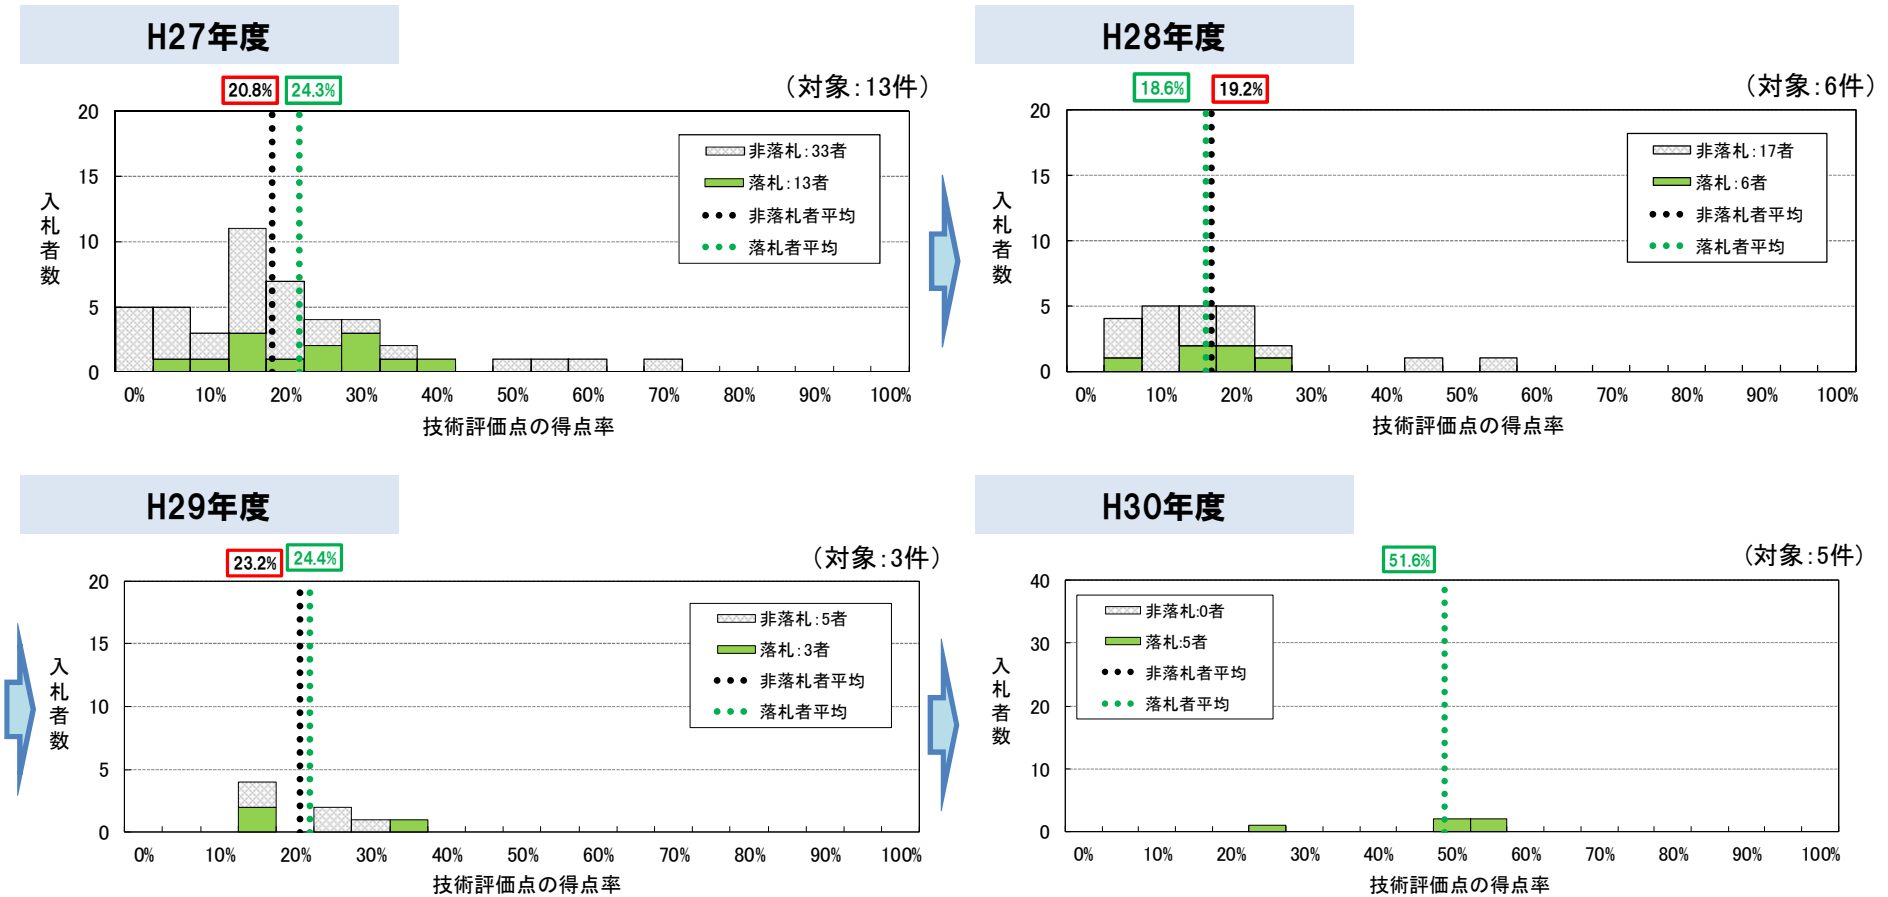 H27年度
20.8%
24.3%
（対象：13件）
20
15
10
5
0
入札者数
非落札：33者
落札：13者
非落札者平均
落札者平均
0% 10% 20% 30% 40% 50% 60% 70% 80% 90% 100%
技術評価点の得点率
H28年度
18.6%
19.2%
（対象：6件）
20
15
10
5
0
入札者数
非落札：17者
落札：6者
非落札者平均
落札者平均
0% 10% 20% 30% 40% 50% 60% 70% 80% 90% 100%
技術評価点の得点率
H29年度
23.2%
24.4%
（対象：3件）
20
15
10
5
0
入札者数
非落札：5者
落札：3者
非落札者平均
落札者平均
0% 10% 20% 30% 40% 50% 60% 70% 80% 90% 100%
技術評価点の得点率
H30年度
51.6%
（対象：5件）
40
30
20
10
0
入札者数
非落札:0者
落札:5者
非落札者平均
落札者平均
0% 10% 20% 30% 40% 50% 60% 70% 80% 90% 100%
技術評価点の得点率